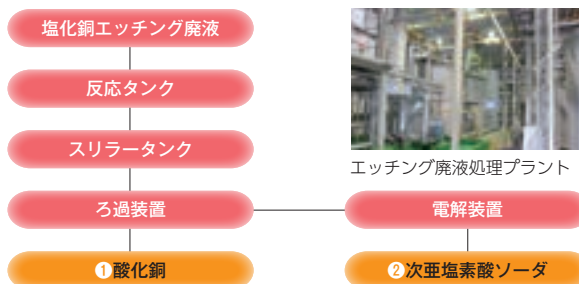 塩化銅エッチング廃液
反応タンク
スリラータンク
エッチング廃液処理プラント
ろ過装置
電解装置
❶酸化銅
❷次亜塩素酸ソーダ